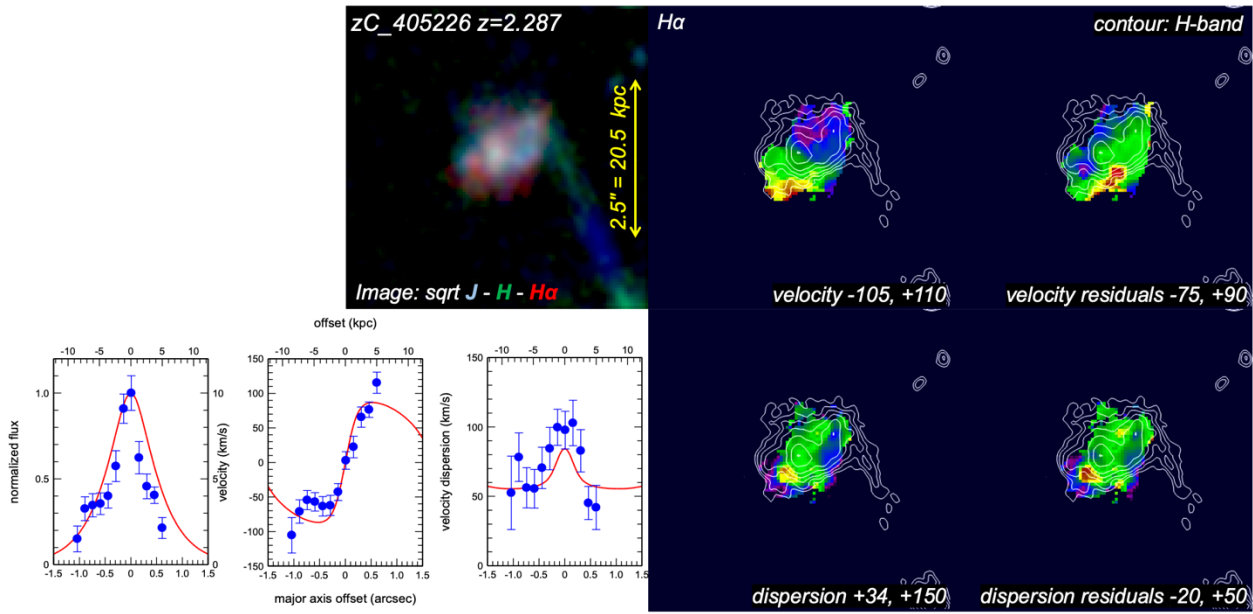 zC_405226 z=2.287
2.5" = 20.5 kpc
Image: sqrt J - H - Hα
Hα
contour: H-band
velocity -105, +110
velocity residuals -75, +90
dispersion +34, +150
dispersion residuals -20, +50
offset (kpc)
-10 -5 0 5 10
1.0
0.5
0
normalized flux
-1.5 -1.0 -0.5 0 0.5 1.0 1.5
10
5
0
-10 -5 0 5 10
velocity (km/s)
150
100
50
0
-50
-100
-150
-1.5 -1.0 -0.5 0 0.5 1.0 1.5
-10 -5 0 5 10
velocity dispersion (km/s)
150
100
50
0
-1.5 -1.0 -0.5 0 0.5 1.0 1.5
major axis offset (arcsec)